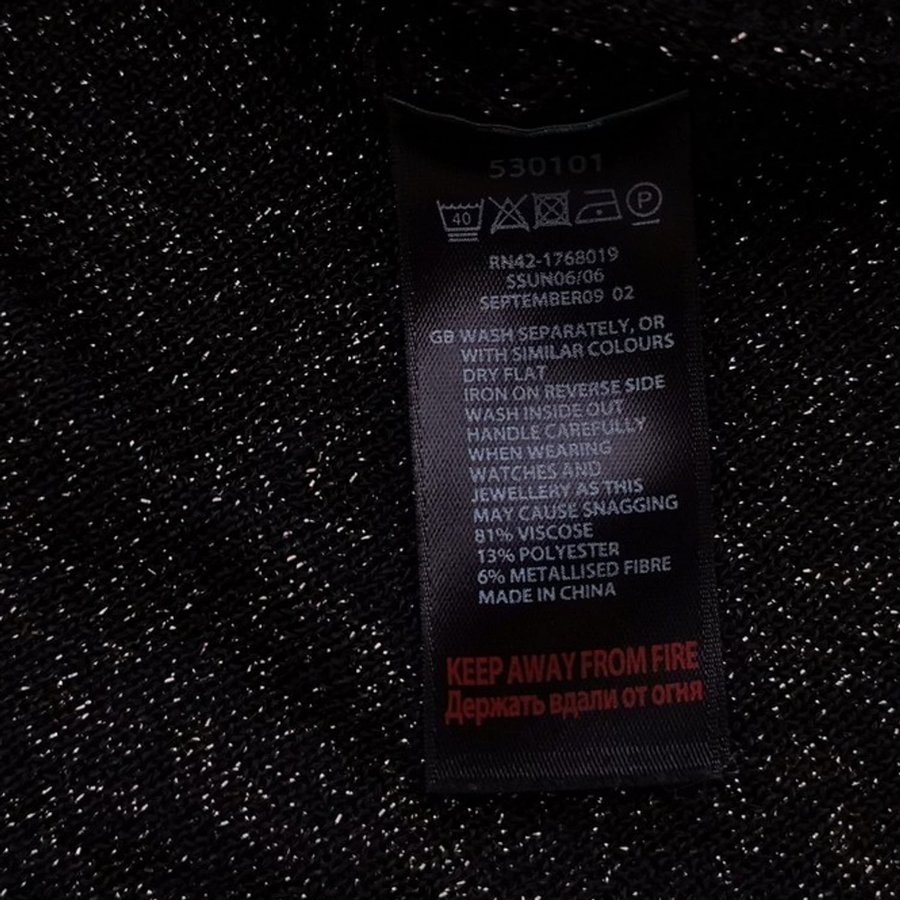 530101
40 P
RN42-1768019
SSUN06/06
SEPTEMBER09 02
GB WASH SEPARATELY, OR
WITH SIMILAR COLOURS
DRY FLAT
IRON ON REVERSE SIDE
WASH INSIDE OUT
HANDLE CAREFULLY
WHEN WEARING
WATCHES AND
JEWELLERY AS THIS
MAY CAUSE SNAGGING
81% VISCOSE
13% POLYESTER
6% METALLISED FIBRE
MADE IN CHINA
KEEP AWAY FROM FIRE
Держать вдали от огня